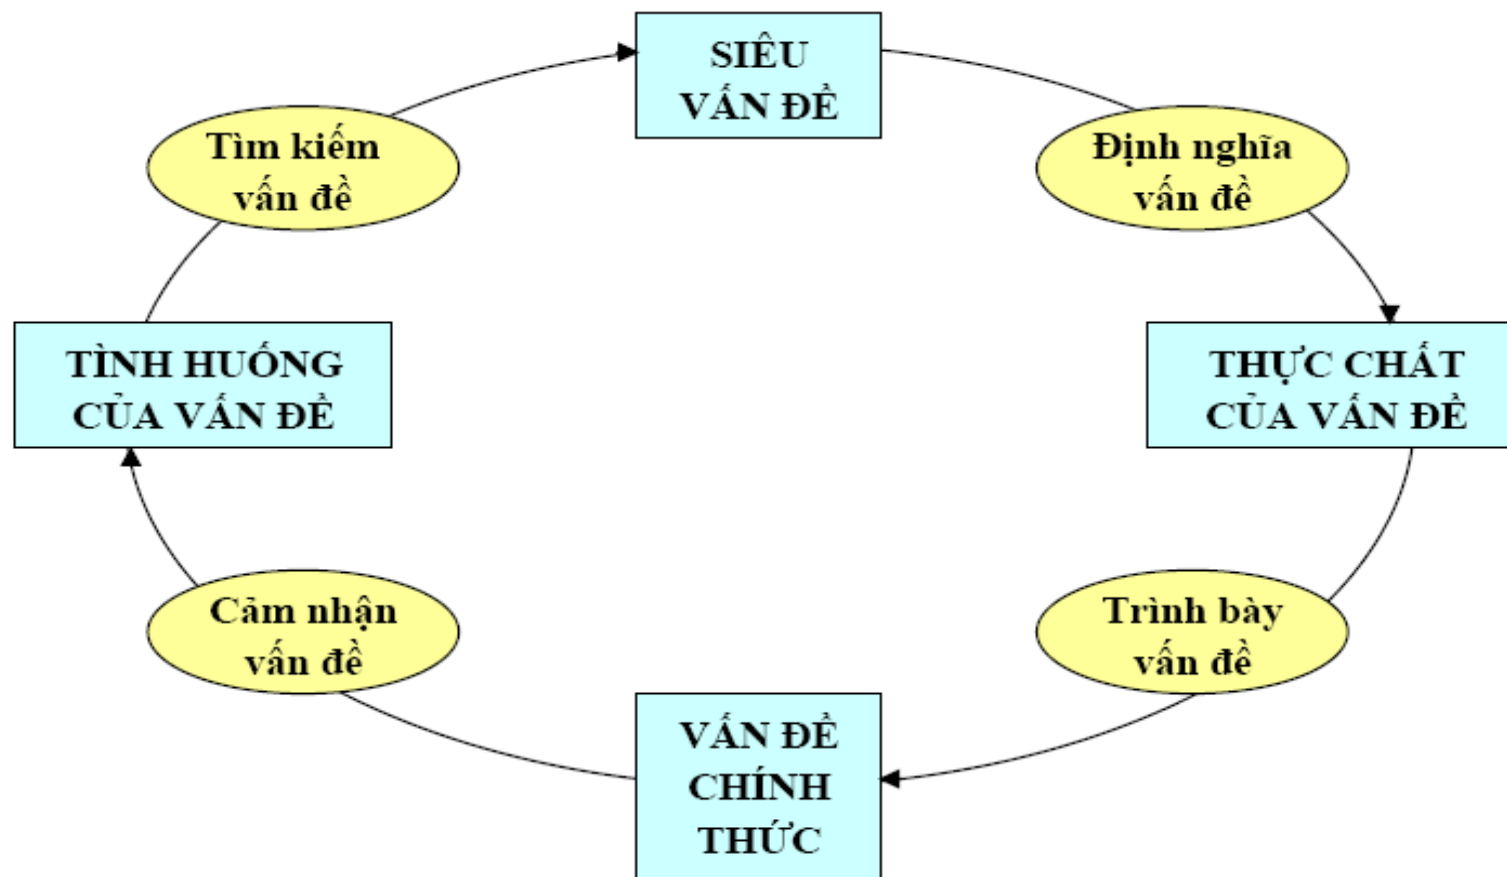 SIÊU
VẤN ĐỀ
Tìm kiếm
vấn đề
Định nghĩa
vấn đề
TÌNH HUỐNG
CỦA VẤN ĐỀ
THỰC CHẤT
CỦA VẤN ĐỀ
Cảm nhận
vấn đề
Trình bày
vấn đề
VẤN ĐỀ
CHÍNH
THỨC